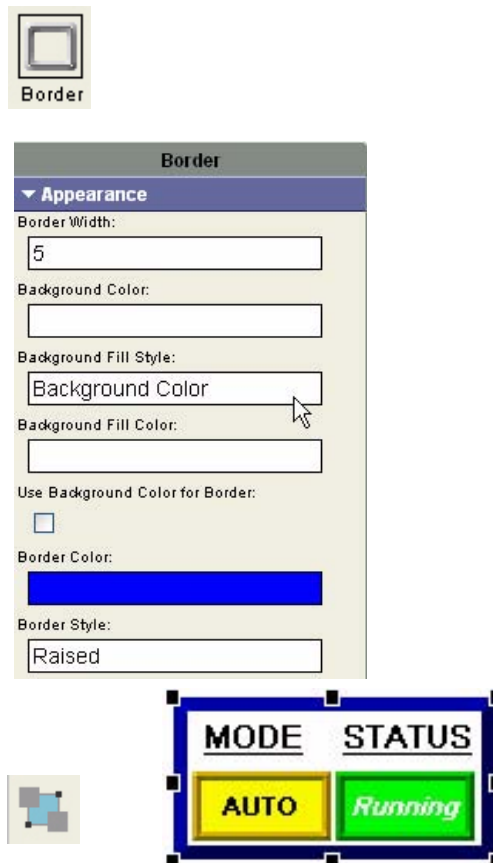 Border
Border
Appearance
Border Width:
5
Background Color:
Background Fill Style:
Background Color
Background Fill Color:
Use Background Color for Border:
Border Color:
Border Style:
Raised
MODE STATUS
AUTO Running